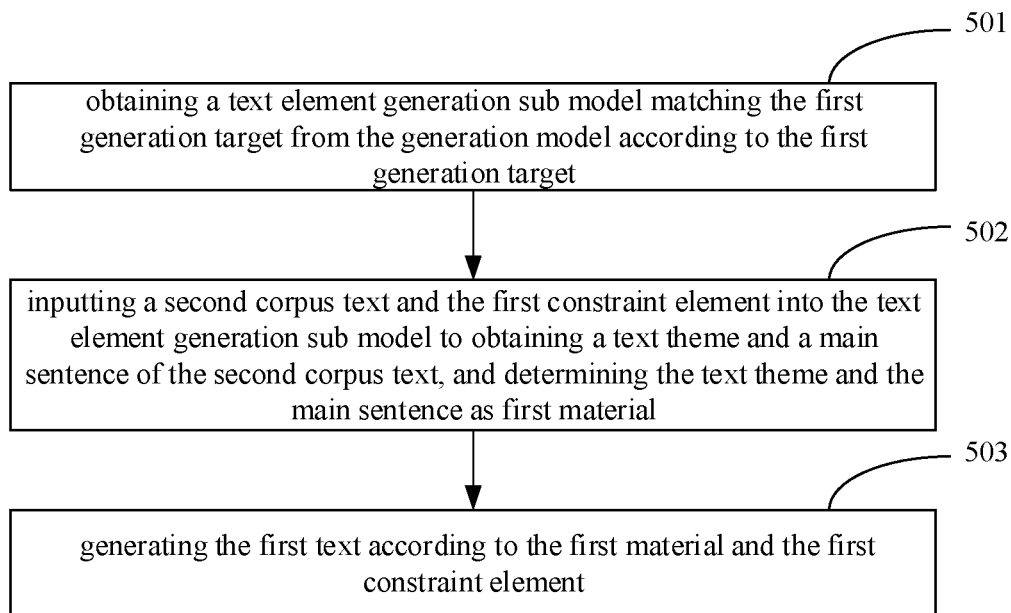 501
obtaining a text element generation sub model matching the first
generation target from the generation model according to the first
generation target
502
inputting a second corpus text and the first constraint element into the text
element generation sub model to obtaining a text theme and a main
sentence of the second corpus text, and determining the text theme and the
main sentence as first material
503
generating the first text according to the first material and the first
constraint element